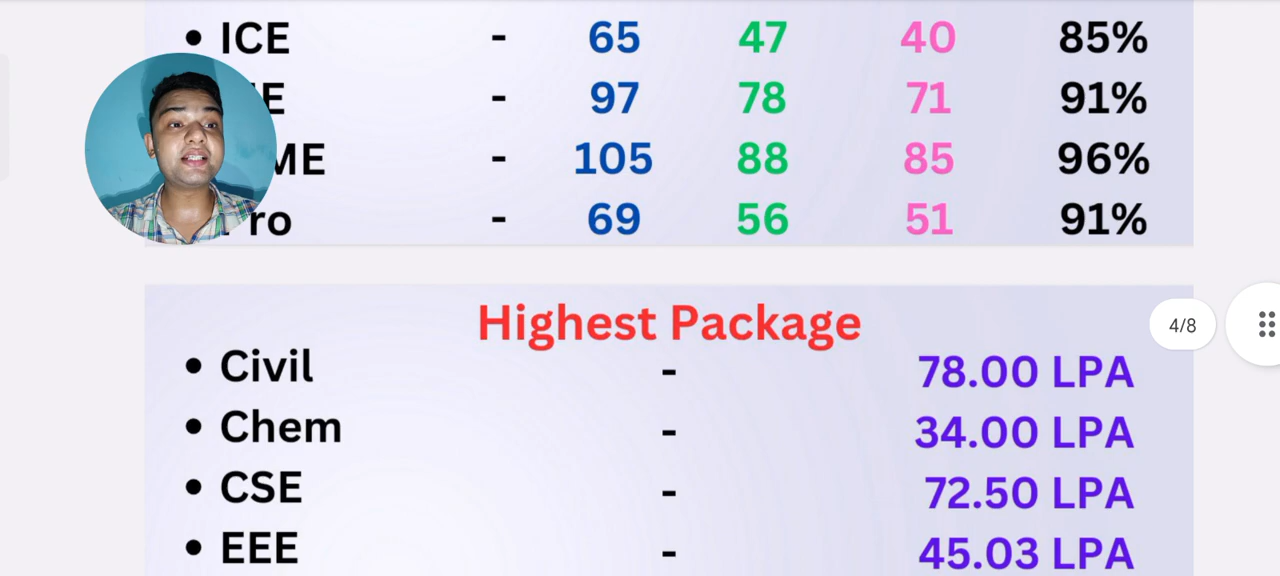 • ICE - 65 47 40 85%
E - 97 78 71 91%
ME - 105 88 85 96%
ro - 69 56 51 91%
Highest Package
• Civil - 78.00 LPA
• Chem - 34.00 LPA
• CSE - 72.50 LPA
• EEE - 45.03 LPA
4/8